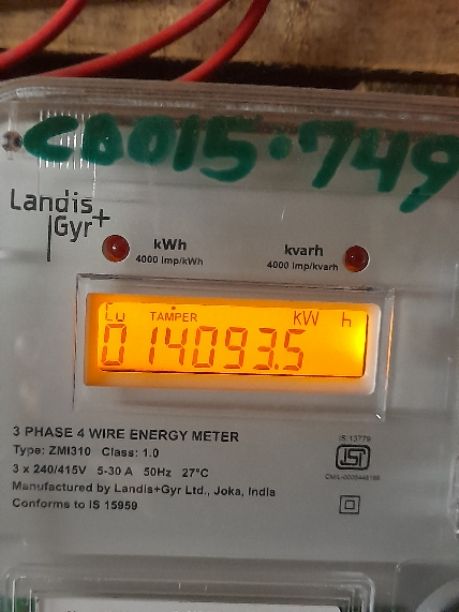 CD015.749
Landis
Gyr+
kWh
4000 imp/kWh
kvarh
4000 imp/kvarh
Cu TAMPER kW h
014093.5
3 PHASE 4 WIRE ENERGY METER
Type: ZMI310 Class: 1.0
3 x 240/415V 5-30 A 50Hz 27°C
Manufactured by Landis+Gyr Ltd., Joka, India
Conforms to IS 15959
IS 13779
ISI